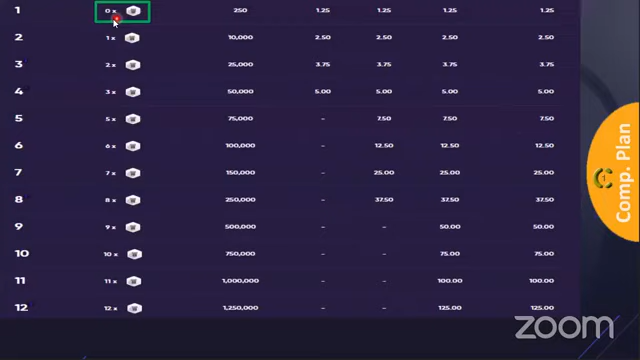 1 0 x 250 1.25 1.25 1.25 1.25
2 1 x 10,000 2.50 2.50 2.50 2.50
3 2 x 25,000 3.75 3.75 3.75 3.75
4 3 x 50,000 5.00 5.00 5.00 5.00
5 5 x 75,000 – 7.50 7.50 7.50
6 6 x 100,000 12.50 12.50 12.50
7 7 x 150,000 – 25.00 25.00 25.00
8 8 x 250,000 – 37.50 37.50 37.50
9 9 x 500,000 – – 50.00 50.00
10 10 x 750,000 – – 75.00 75.00
11 11 x 1,000,000 – – 100.00 100.00
12 12 x 1,250,000 – – 125.00 125.00
Comp. Plan
zoom